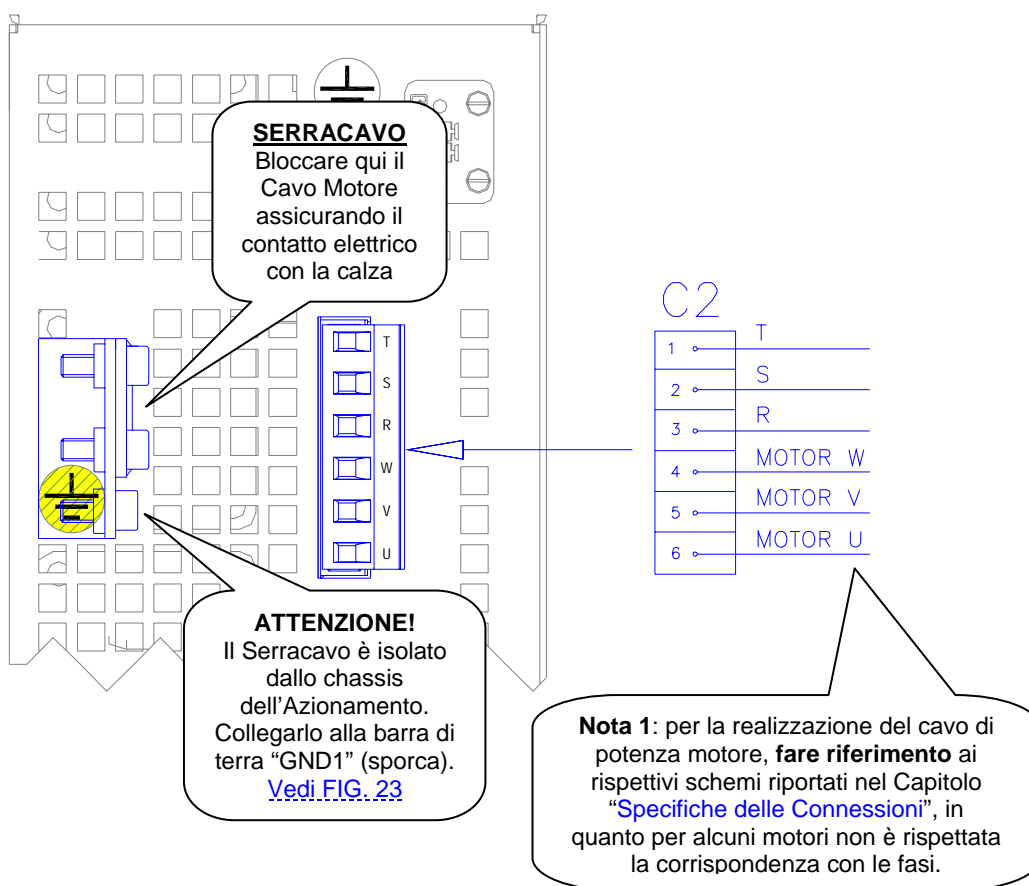 SERRACAVO
Bloccare qui il
Cavo Motore
assicurando il
contatto elettrico
con la calza
T
S
R
W
V
U
C2
1 T
2 S
3 R
4 MOTOR W
5 MOTOR V
6 MOTOR U
ATTENZIONE!
Il Serracavo è isolato
dallo chassis
dell’Azionamento.
Collegarlo alla barra di
terra “GND1” (sporca).
Vedi FIG. 23
Nota 1: per la realizzazione del cavo di
potenza motore, fare riferimento ai
rispettivi schemi riportati nel Capitolo
“Specifiche delle Connessioni”, in
quanto per alcuni motori non è rispettata
la corrispondenza con le fasi.